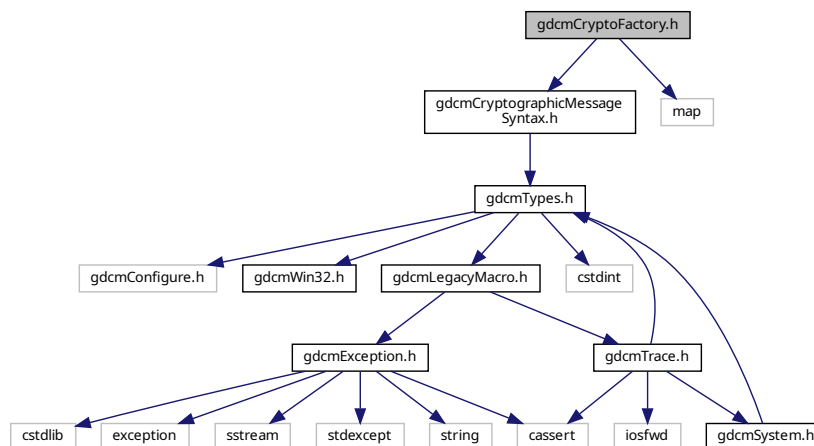 gdcmCryptoFactory.h
gdcmCryptographicMessage
Syntax.h
map
gdcmTypes.h
gdcmConfigure.h
gdcmWin32.h
gdcmLegacyMacro.h
cstdint
gdcmException.h
gdcmTrace.h
cstdlib
exception
sstream
stdexcept
string
cassert
iosfwd
gdcmSystem.h